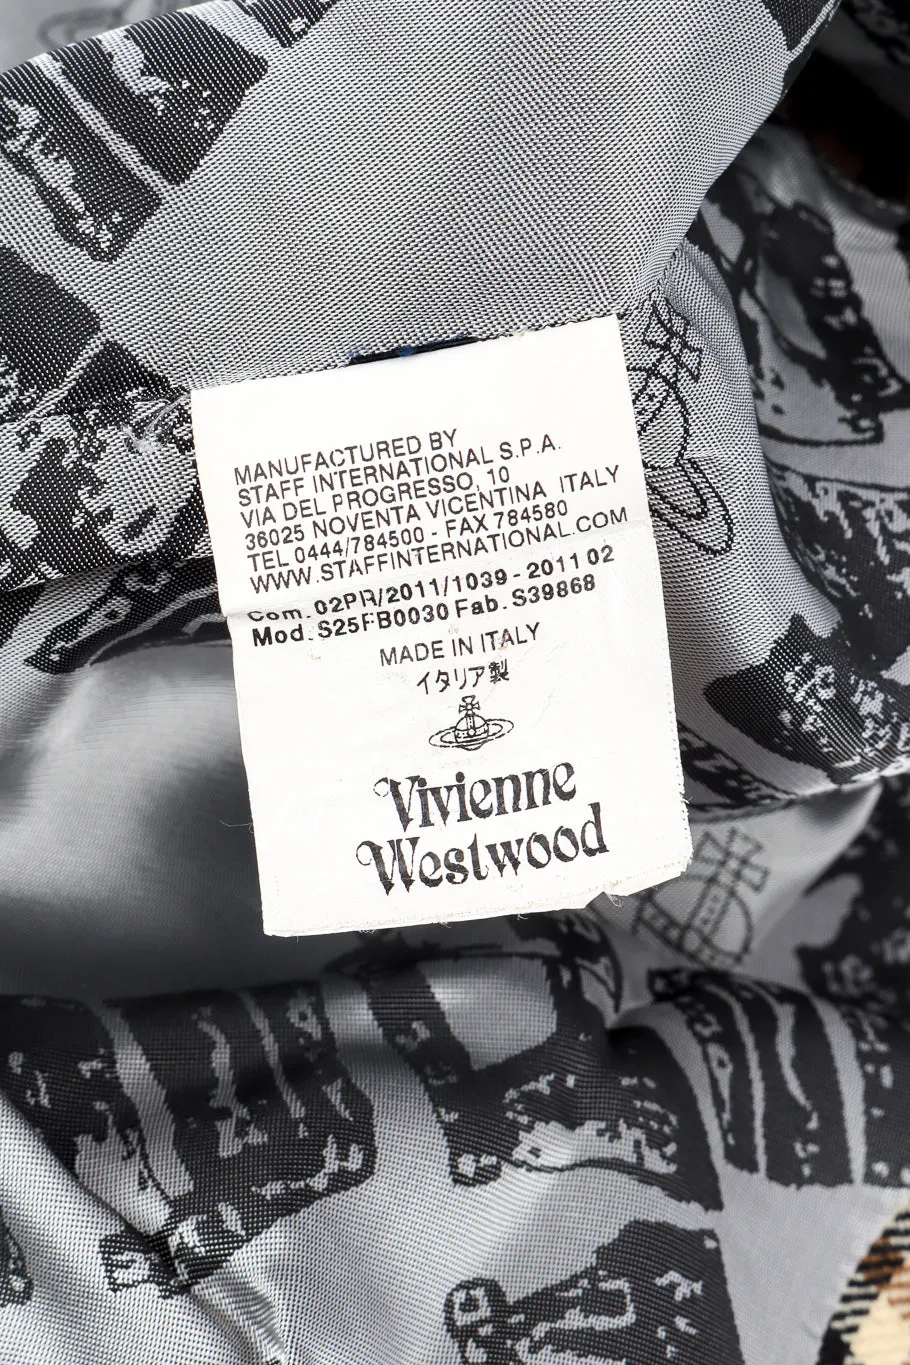 MANUFACTURED BY
STAFF INTERNATIONAL S.P.A.
VIA DEL PROGRESSO, 10
36025 NOVENTA VICENTINA ITALY
TEL 0444/784500 - FAX 784580
WWW.STAFFINTERNATIONAL.COM
Com. 02PR/2011/1039 - 2011 02
Mod. S25FB0030 Fab. S39868
MADE IN ITALY
イタリア製
Vivienne
Westwood